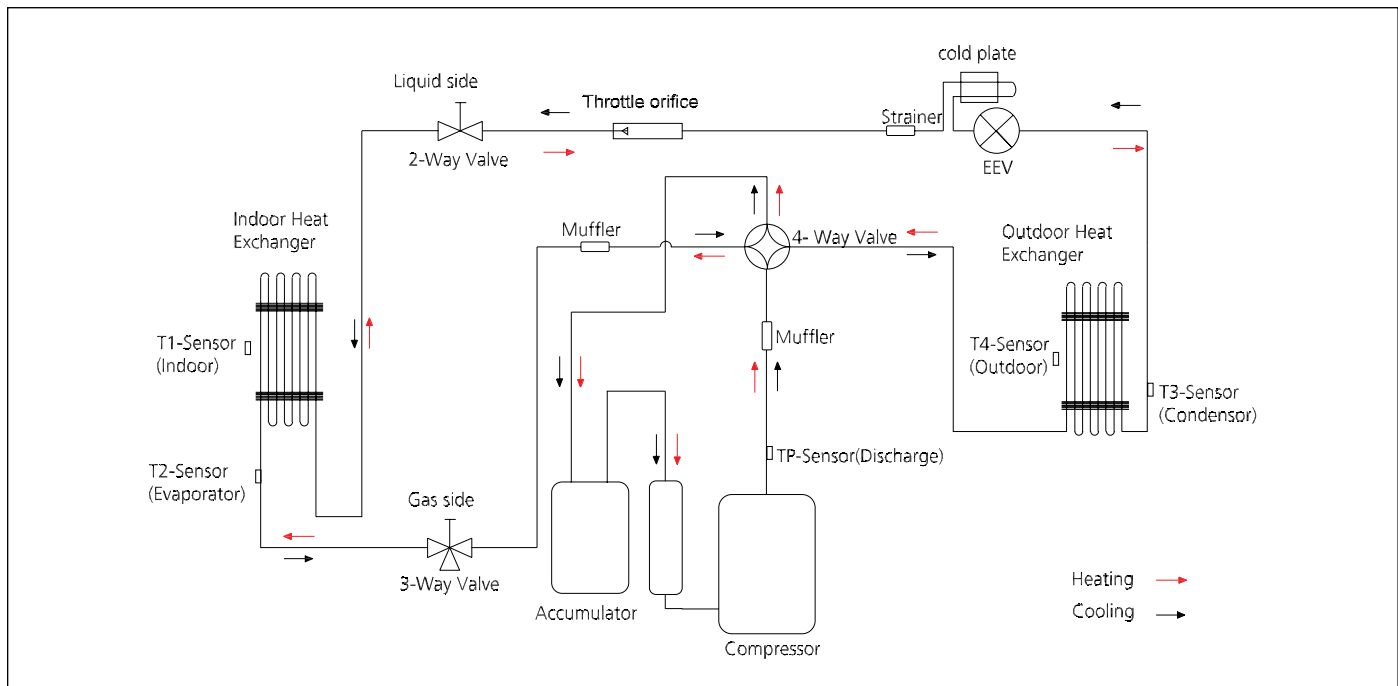 cold plate
Liquid side
Throttle orifice
Strainer
2-Way Valve
EEV
Indoor Heat
Exchanger
Muffler
4- Way Valve
Outdoor Heat
Exchanger
T1-Sensor
(Indoor)
Muffler
T4-Sensor
(Outdoor)
T3-Sensor
(Condensor)
T2-Sensor
(Evaporator)
TP-Sensor(Discharge)
Gas side
3-Way Valve
Accumulator
Compressor
Heating
Cooling